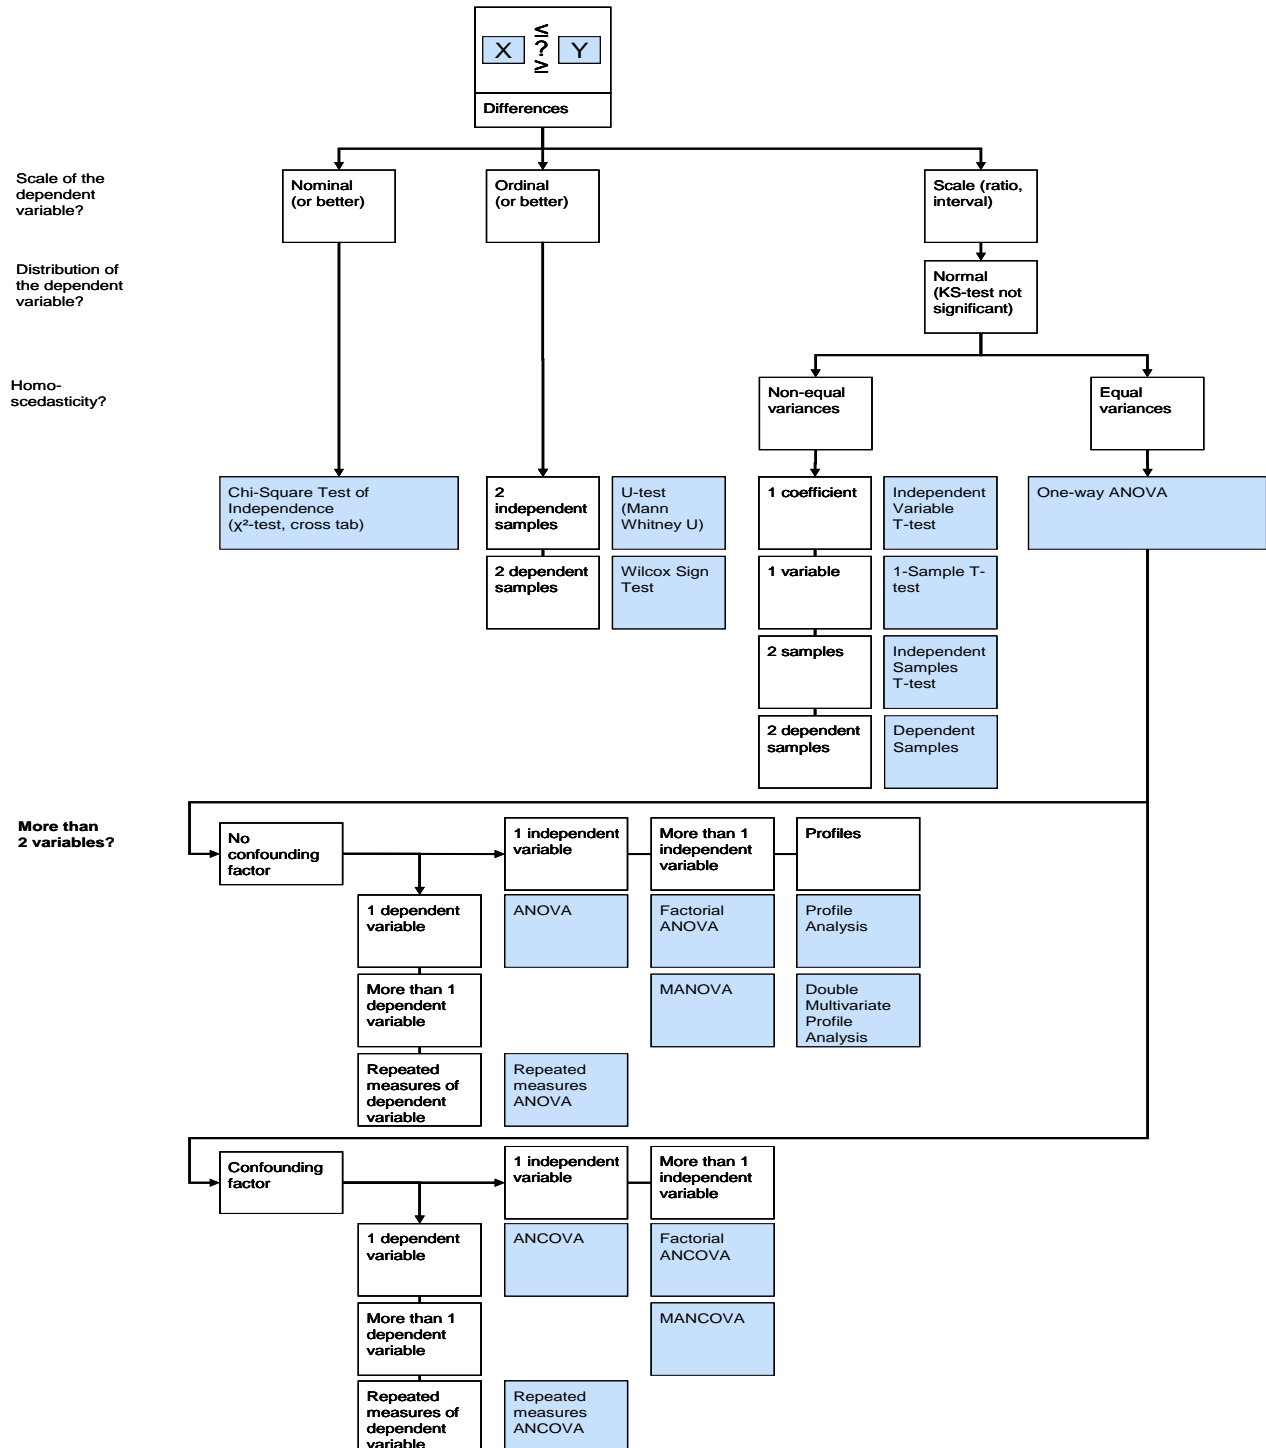 X
≤
?
≥
Y
Differences
Scale of the
dependent
variable?
Nominal
(or better)
Ordinal
(or better)
Scale (ratio,
interval)
Distribution of
the dependent
variable?
Normal
(KS-test not
significant)
Homo-
scedasticity?
Non-equal
variances
Equal
variances
Chi-Square Test of
Independence
(χ²-test, cross tab)
2
independent
samples
U-test
(Mann
Whitney U)
1 coefficient
Independent
Variable
T-test
One-way ANOVA
2 dependent
samples
Wilcox Sign
Test
1 variable
1-Sample T-
test
2 samples
Independent
Samples
T-test
2 dependent
samples
Dependent
Samples
More than
2 variables?
No
confounding
factor
1 independent
variable
More than 1
independent
variable
Profiles
1 dependent
variable
ANOVA
Factorial
ANOVA
Profile
Analysis
More than 1
dependent
variable
MANOVA
Double
Multivariate
Profile
Analysis
Repeated
measures of
dependent
variable
Repeated
measures
ANOVA
Confounding
factor
1 independent
variable
More than 1
independent
variable
1 dependent
variable
ANCOVA
Factorial
ANCOVA
More than 1
dependent
variable
MANCOVA
Repeated
measures of
dependent
variable
Repeated
measures
ANCOVA